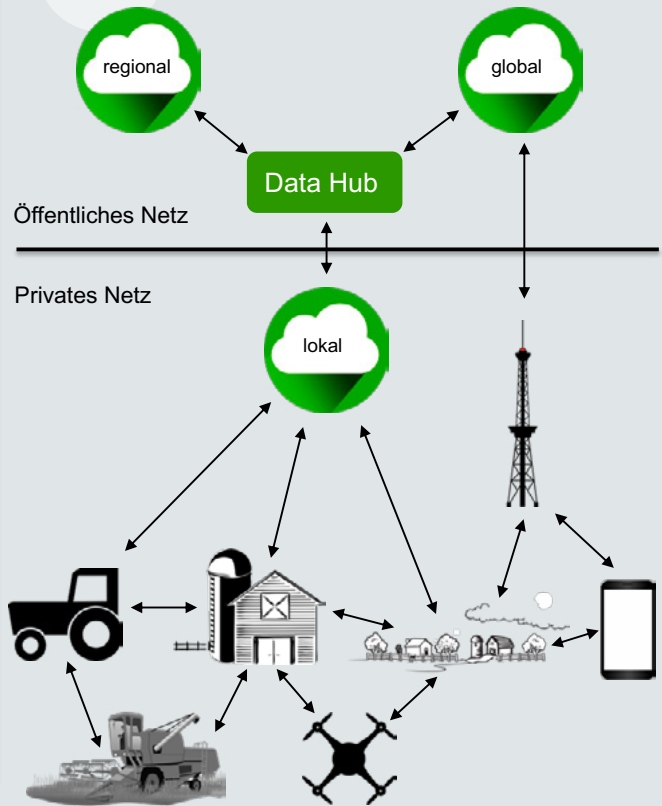 regional
global
Data Hub
Öffentliches Netz
Privates Netz
lokal